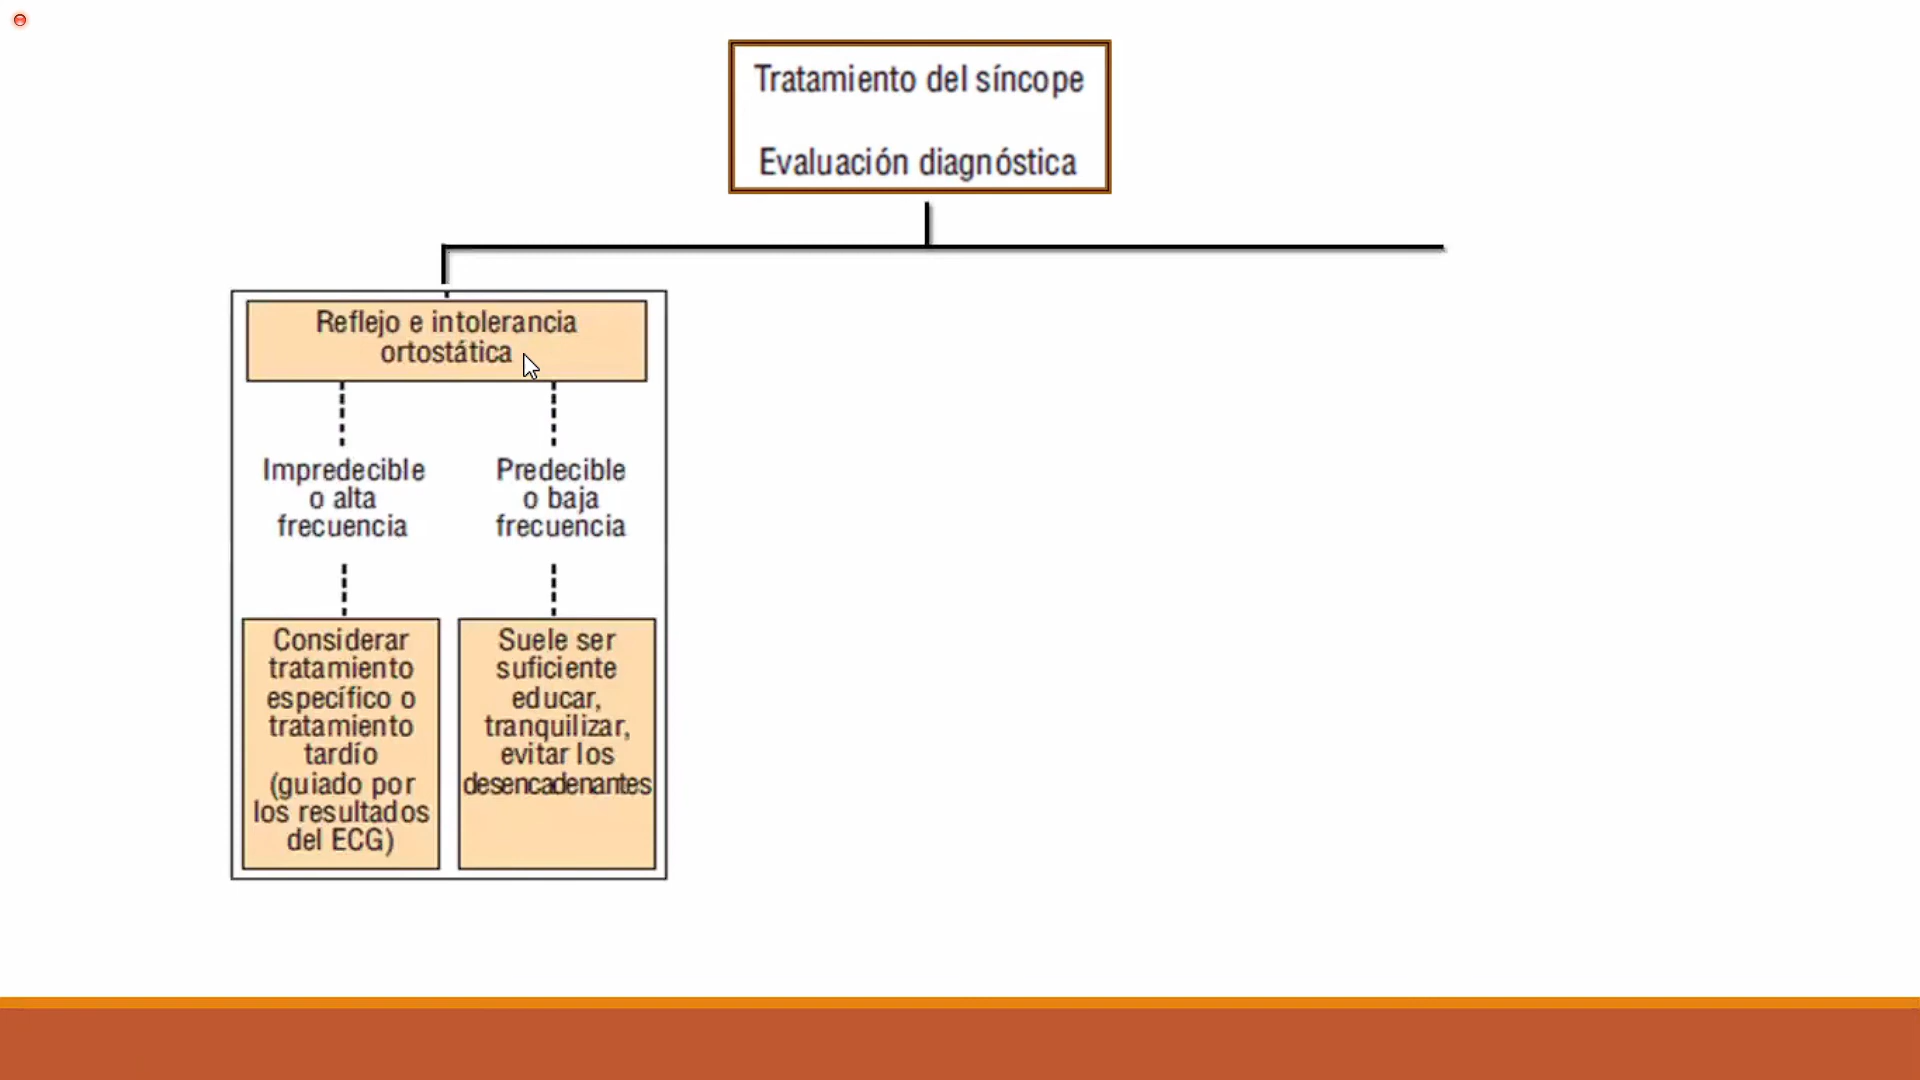 Tratamiento del síncope
Evaluación diagnóstica
Reflejo e intolerancia
ortostática
Impredecible
o alta
frecuencia
Predecible
o baja
frecuencia
Considerar
tratamiento
específico o
tratamiento
tardío
(guiado por
los resultados
del ECG)
Suele ser
suficiente
educar,
tranquilizar,
evitar los
desencadenantes